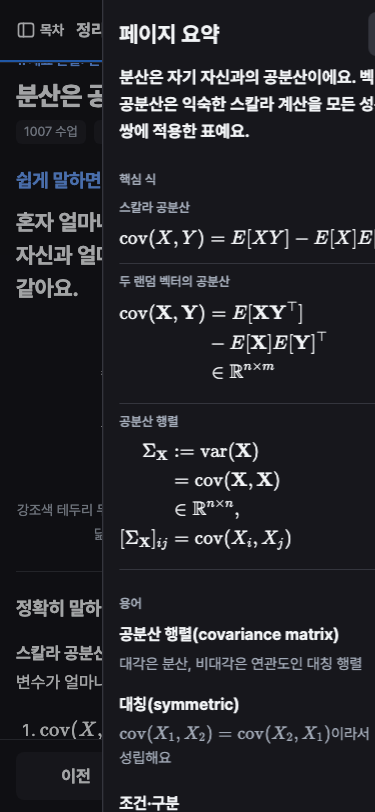 목차 정리
페이지 요약
분산은 자기 자신과의 공분산이에요. 벡
공분산은 익숙한 스칼라 계산을 모든 성
쌍에 적용한 표예요.
핵심 식
스칼라 공분산
cov(X, Y) = E[XY] − E[X]E[
두 랜덤 벡터의 공분산
cov(𝐗, 𝐘) = E[𝐗𝐘⊤]
− E[𝐗]E[𝐘]⊤
∈ ℝⁿˣᵐ
공분산 행렬
Σ_𝐗 := var(𝐗)
= cov(𝐗, 𝐗)
∈ ℝⁿˣⁿ,
[Σ_𝐗]ᵢⱼ = cov(Xᵢ, Xⱼ)
용어
공분산 행렬(covariance matrix)
대각은 분산, 비대각은 연관도인 대칭 행렬
대칭(symmetric)
cov(X₁, X₂) = cov(X₂, X₁)이라서
성립해요
조건·구분
분산은 공
1007 수업
쉽게 말하면
혼자 얼마나
자신과 얼마
같아요.
강조색 테두리
정확히 말하
스칼라 공분산
변수가 얼마나
1. cov(X,
이전